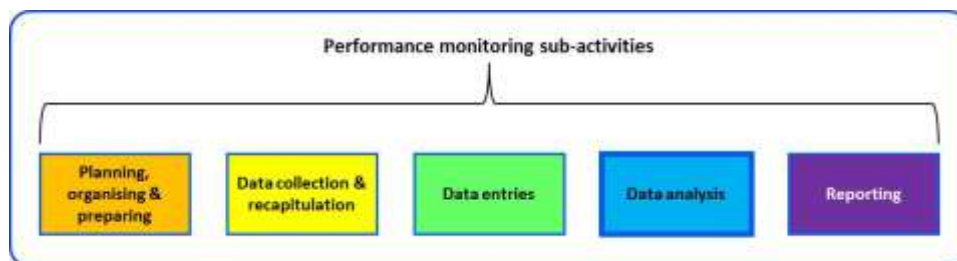 Performance monitoring sub-activities
Planning,
organising &
preparing
Data collection &
recapitulation
Data entries
Data analysis
Reporting